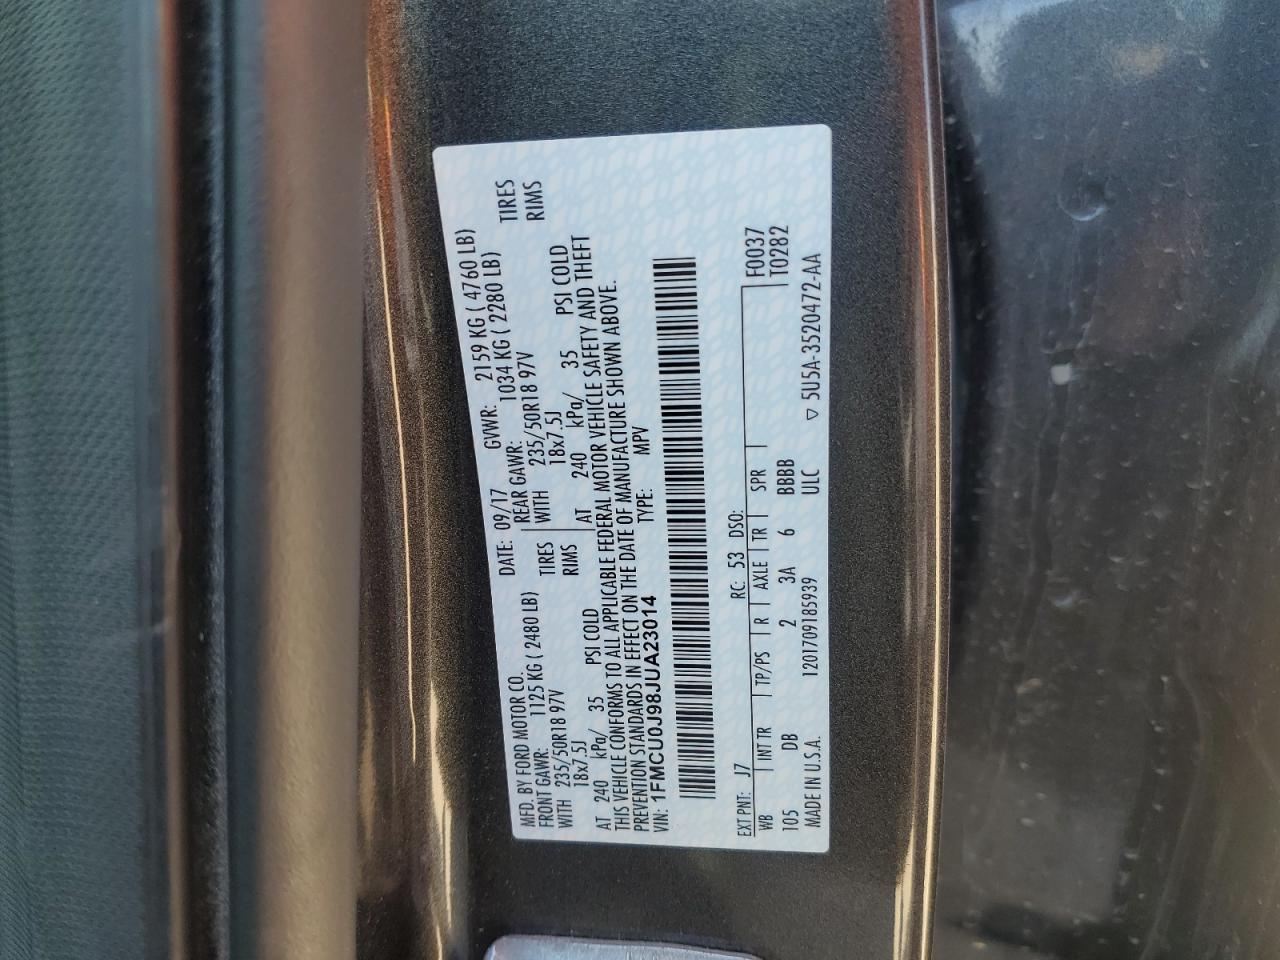 MFD. BY FORD MOTOR CO.
DATE: 09/17 GVWR: 2159 KG ( 4760 LB)
FRONT GAWR: 1125 KG ( 2480 LB) REAR GAWR: 1034 KG ( 2280 LB)
WITH 235/50R18 97V TIRES WITH 235/50R18 97V TIRES
18x7.5J RIMS 18x7.5J RIMS
AT 240 kPa/ 35 PSI COLD AT 240 kPa/ 35 PSI COLD
THIS VEHICLE CONFORMS TO ALL APPLICABLE FEDERAL MOTOR VEHICLE SAFETY AND THEFT
PREVENTION STANDARDS IN EFFECT ON THE DATE OF MANUFACTURE SHOWN ABOVE.
VIN: 1FMCU0J98JUA23014 TYPE: MPV
EXT PNT: J7 RC: 53 DSO: F0037
WB INT TR TP/PS R AXLE TR SPR T0282
105 DB 2 3A 6 BBBB
MADE IN U.S.A. 1201709185939 ULC ▽ 5U5A-3520472-AA